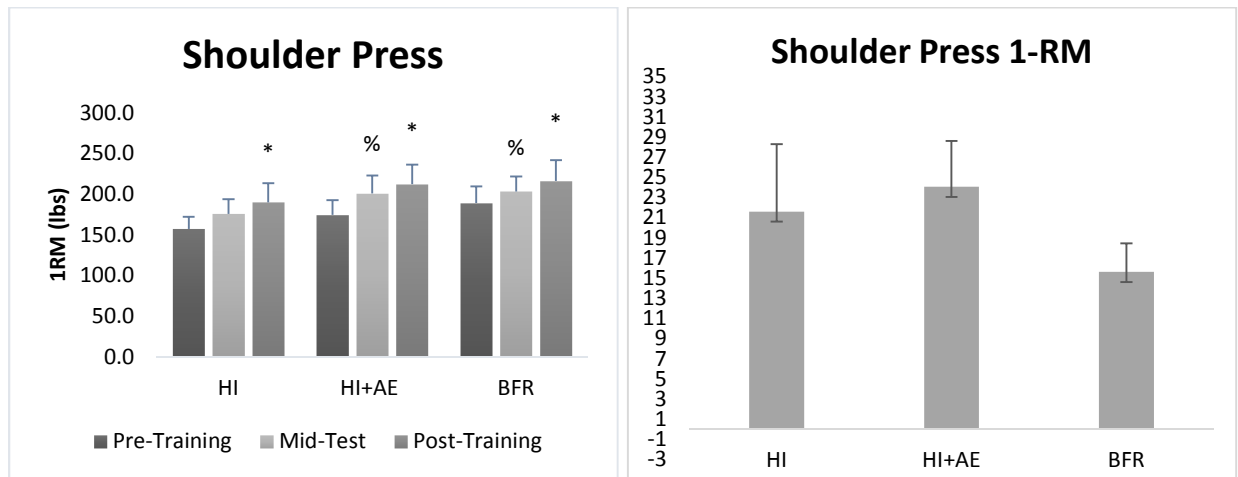 Shoulder Press
300.0
250.0
200.0
150.0
100.0
50.0
0.0
1RM (lbs)
*
%
*
%
*
HI
HI+AE
BFR
Pre-Training
Mid-Test
Post-Training
Shoulder Press 1-RM
35
33
31
29
27
25
23
21
19
17
15
13
11
9
7
5
3
1
-1
-3
HI
HI+AE
BFR